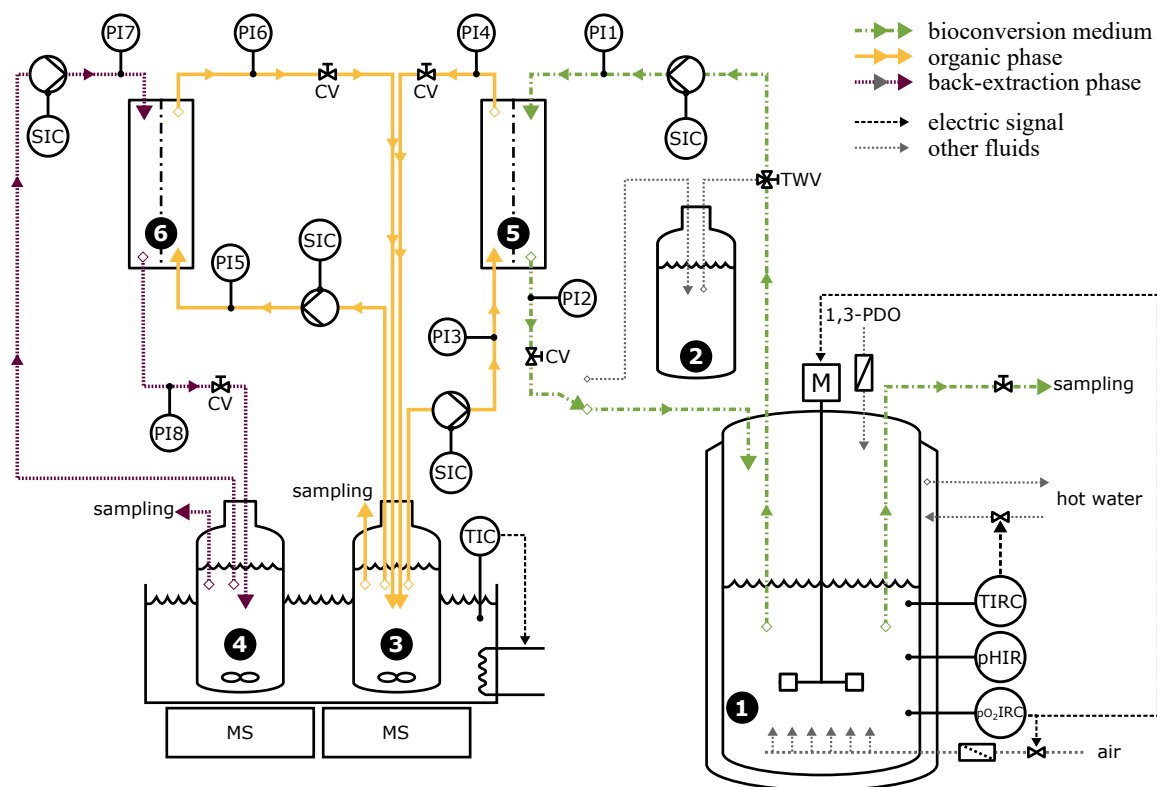 PI7
PI6
PI4
PI1
bioconversion medium
organic phase
back-extraction phase
electric signal
other fluids
SIC
CV
CV
SIC
TWV
6
5
SIC
PI5
PI2
PI3
1,3-PDO
2
CV
M
sampling
CV
PI8
SIC
sampling
sampling
hot water
TIC
TIRC
4
3
pHIR
1
pO₂IRC
MS
MS
air